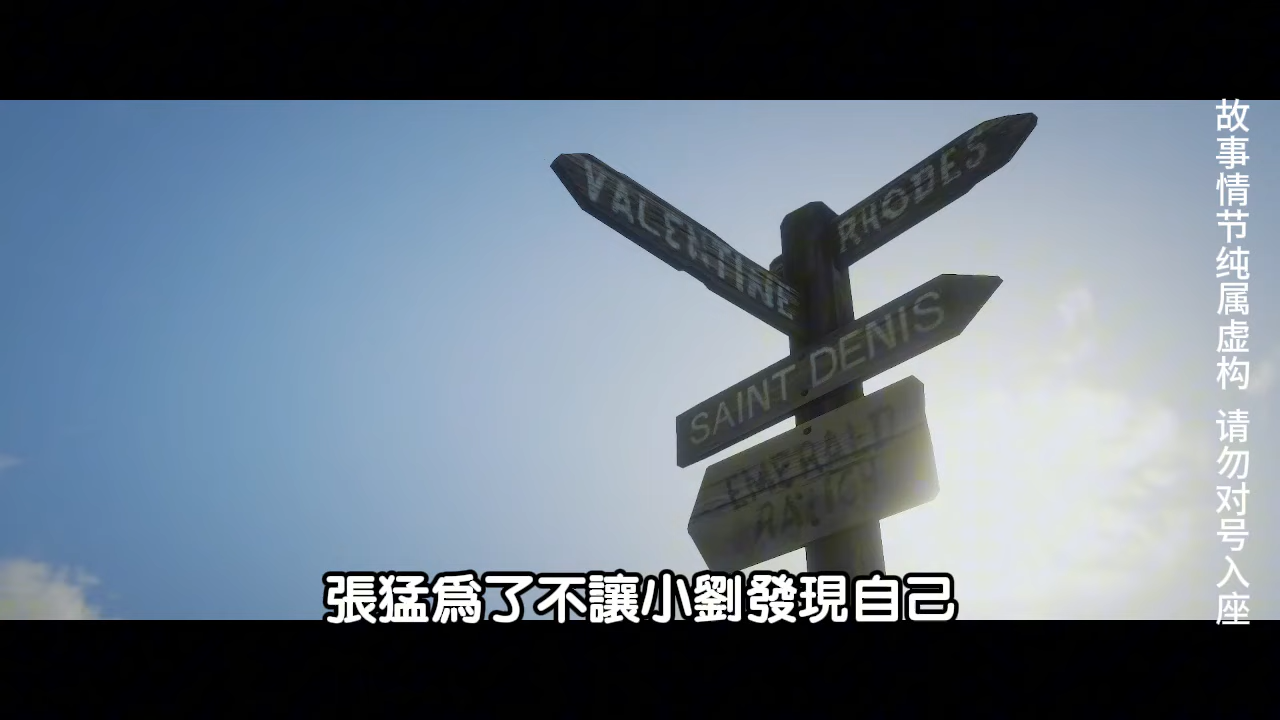 VALENTINE
RHODES
SAINT DENIS
EMERALD
RANCH
張猛為了不讓小劉發現自己
故事情节纯属虚构 请勿对号入座